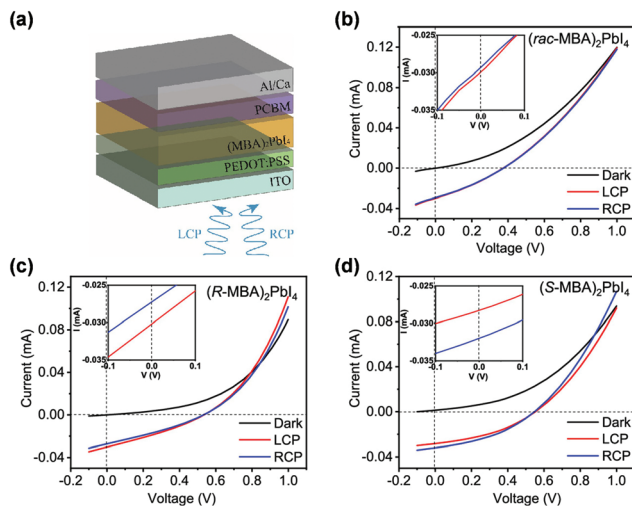 (a)
Al/Ca
PCBM
(MBA)₂PbI₄
PEDOT:PSS
ITO
LCP
RCP
(b)
(rac-MBA)₂PbI₄
Current (mA)
0.12
0.08
0.04
0.00
-0.04
-0.2 0.0 0.2 0.4 0.6 0.8 1.0
Voltage (V)
I (mA)
-0.025
-0.030
-0.035
-0.1 0.0 0.1
V (V)
Dark
LCP
RCP
(c)
(R-MBA)₂PbI₄
Current (mA)
0.12
0.08
0.04
0.00
-0.04
-0.2 0.0 0.2 0.4 0.6 0.8 1.0
Voltage (V)
I (mA)
-0.025
-0.030
-0.035
-0.1 0.0 0.1
V (V)
Dark
LCP
RCP
(d)
(S-MBA)₂PbI₄
Current (mA)
0.12
0.08
0.04
0.00
-0.04
-0.2 0.0 0.2 0.4 0.6 0.8 1.0
Voltage (V)
I (mA)
-0.025
-0.030
-0.035
-0.1 0.0 0.1
V (V)
Dark
LCP
RCP